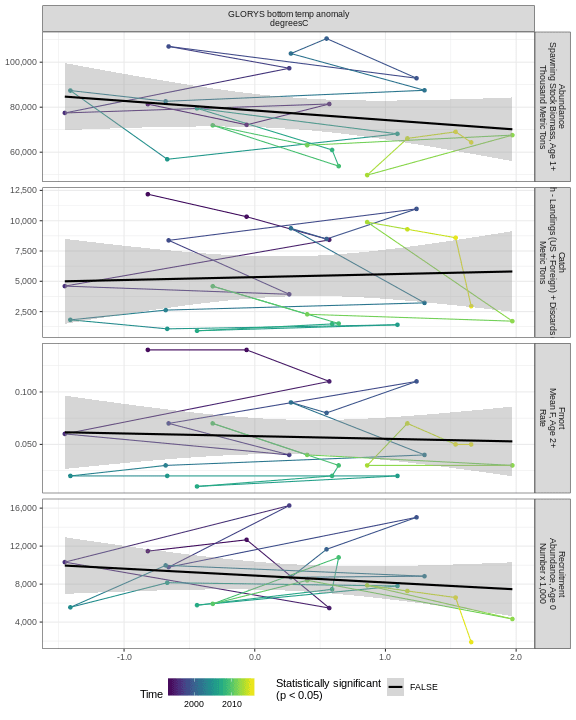 GLORYS bottom temp anomaly
degreesC
100,000
80,000
60,000
Abundance
Spawning Stock Biomass, Age 1+
Thousand Metric Tons
12,500
10,000
7,500
5,000
2,500
Catch
h - Landings (US +Foreign) + Discards
Metric Tons
0.100
0.050
Fmort
Mean F, Age 2+
Rate
16,000
12,000
8,000
4,000
Recruitment
Abundance, Age 0
Number x 1,000
-1.0
0.0
1.0
2.0
Time
2000
2010
Statistically significant
(p < 0.05)
FALSE